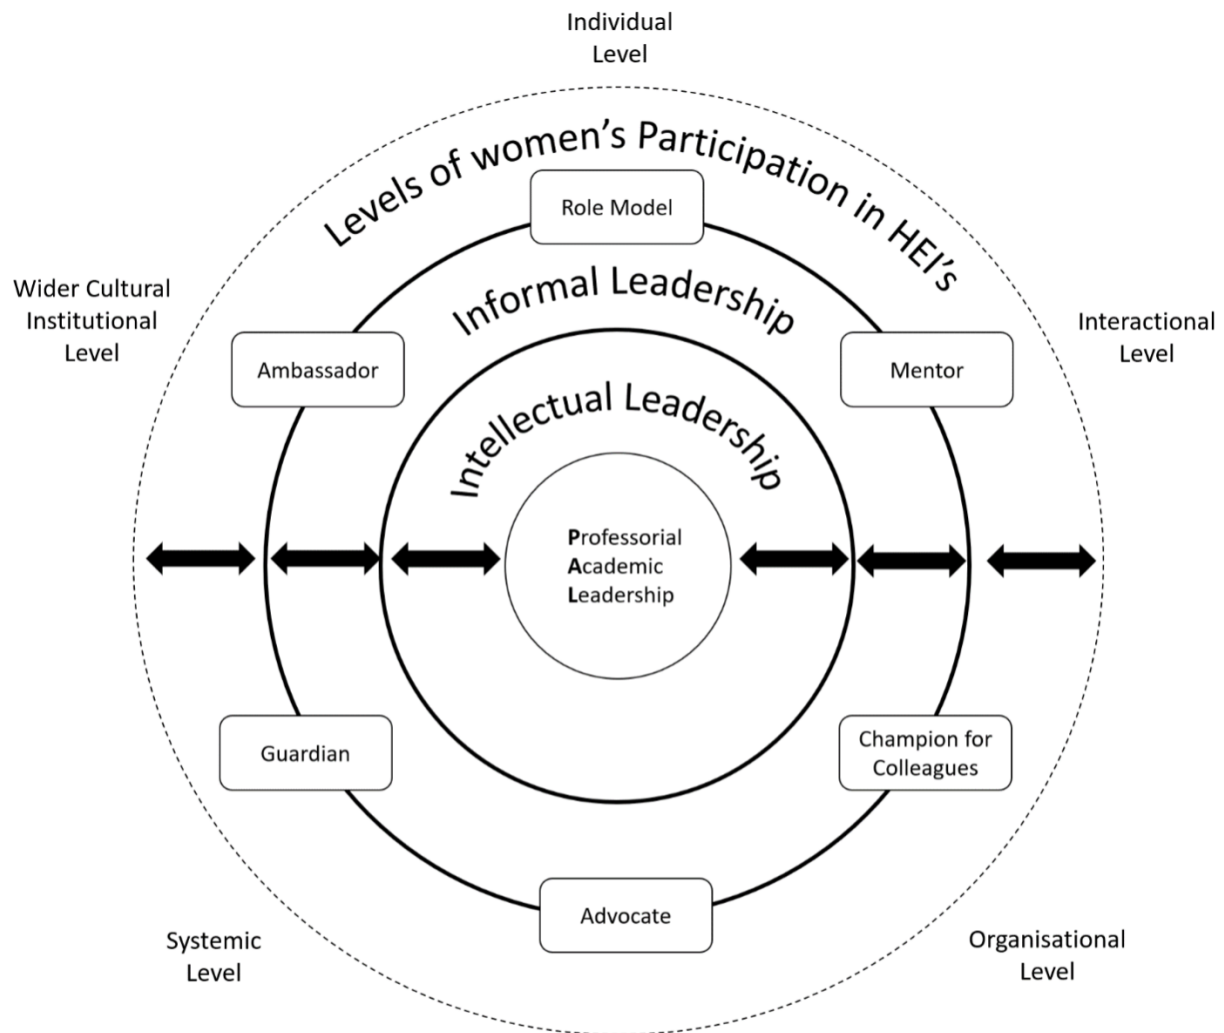 Individual
Level
Levels of women's Participation in HEI's
Role Model
Informal Leadership
Wider Cultural
Institutional
Level
Interactional
Level
Ambassador
Mentor
Intellectual Leadership
Professorial
Academic
Leadership
Guardian
Champion for
Colleagues
Advocate
Systemic
Level
Organisational
Level